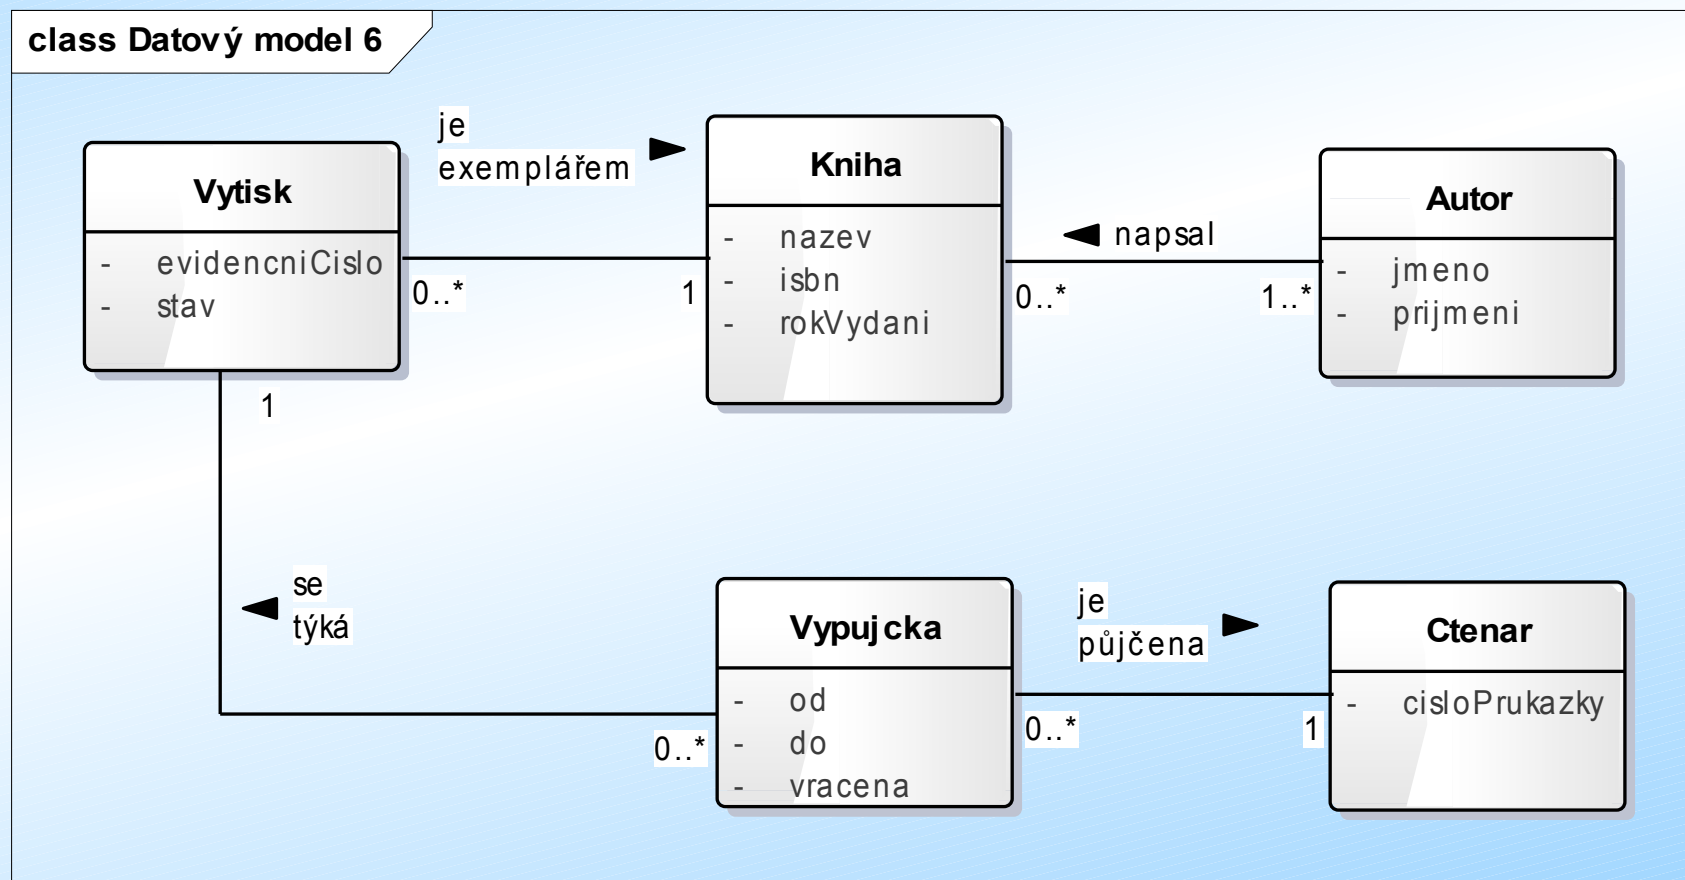 class Datový model 6
je
exemplářem
Vytisk
- evidencniCislo
- stav
0..*
1
Kniha
- nazev
- isbn
- rokVydani
napsal
0..*
1..*
Autor
- jmeno
- prijmeni
1
se
týká
0..*
Vypujcka
- od
- do
- vracena
je
půjčena
0..*
1
Ctenar
- cisloPrukazky